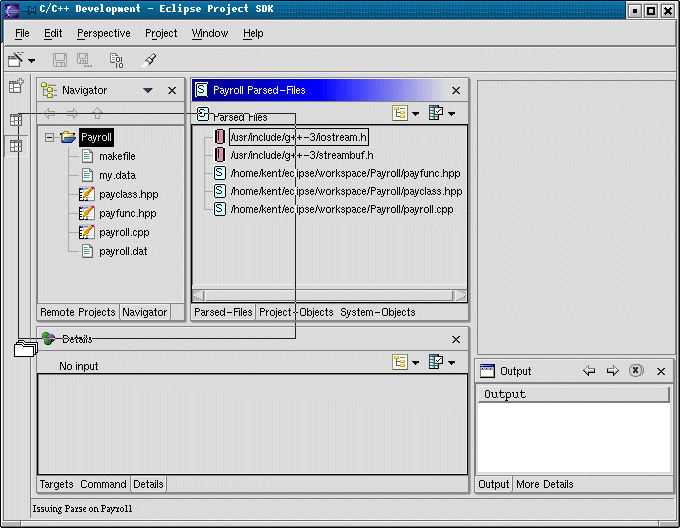 C/C++ Development - Eclipse Project SDK
File Edit Perspective Project Window Help
Navigator
Payroll
makefile
my.data
payclass.hpp
payfunc.hpp
payroll.cpp
payroll.dat
Remote Projects Navigator
Payroll Parsed-Files
Parsed Files
/usr/include/g++-3/iostream.h
/usr/include/g++-3/streambuf.h
/home/kent/eclipse/workspace/Payroll/payfunc.hpp
/home/kent/eclipse/workspace/Payroll/payclass.hpp
/home/kent/eclipse/workspace/Payroll/payroll.cpp
Parsed-Files Project-Objects System-Objects
Details
No input
Targets Command Details
Output
Output
Output More Details
Issuing Parse on Payroll